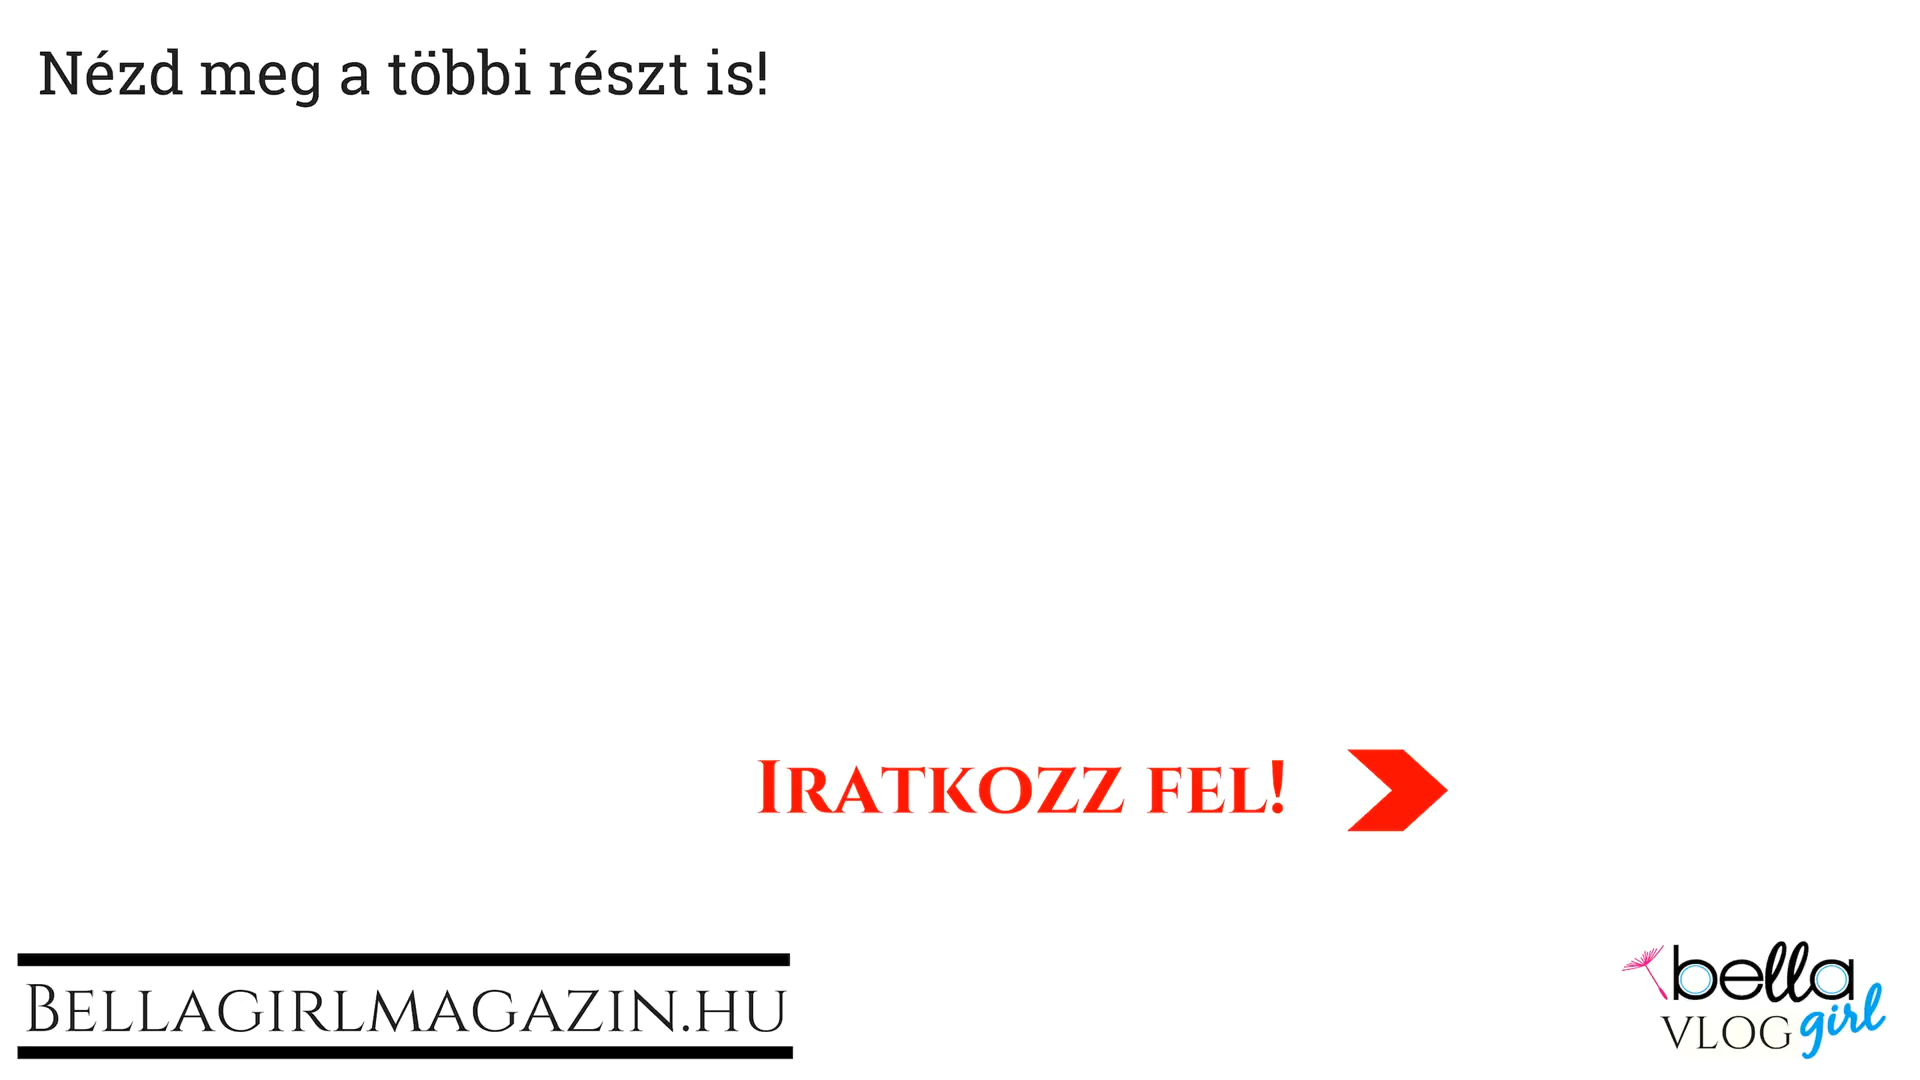 Nézd meg a többi részt is!
Iratkozz fel!
Bellagirlmagazin.hu
bella
VLOG girl